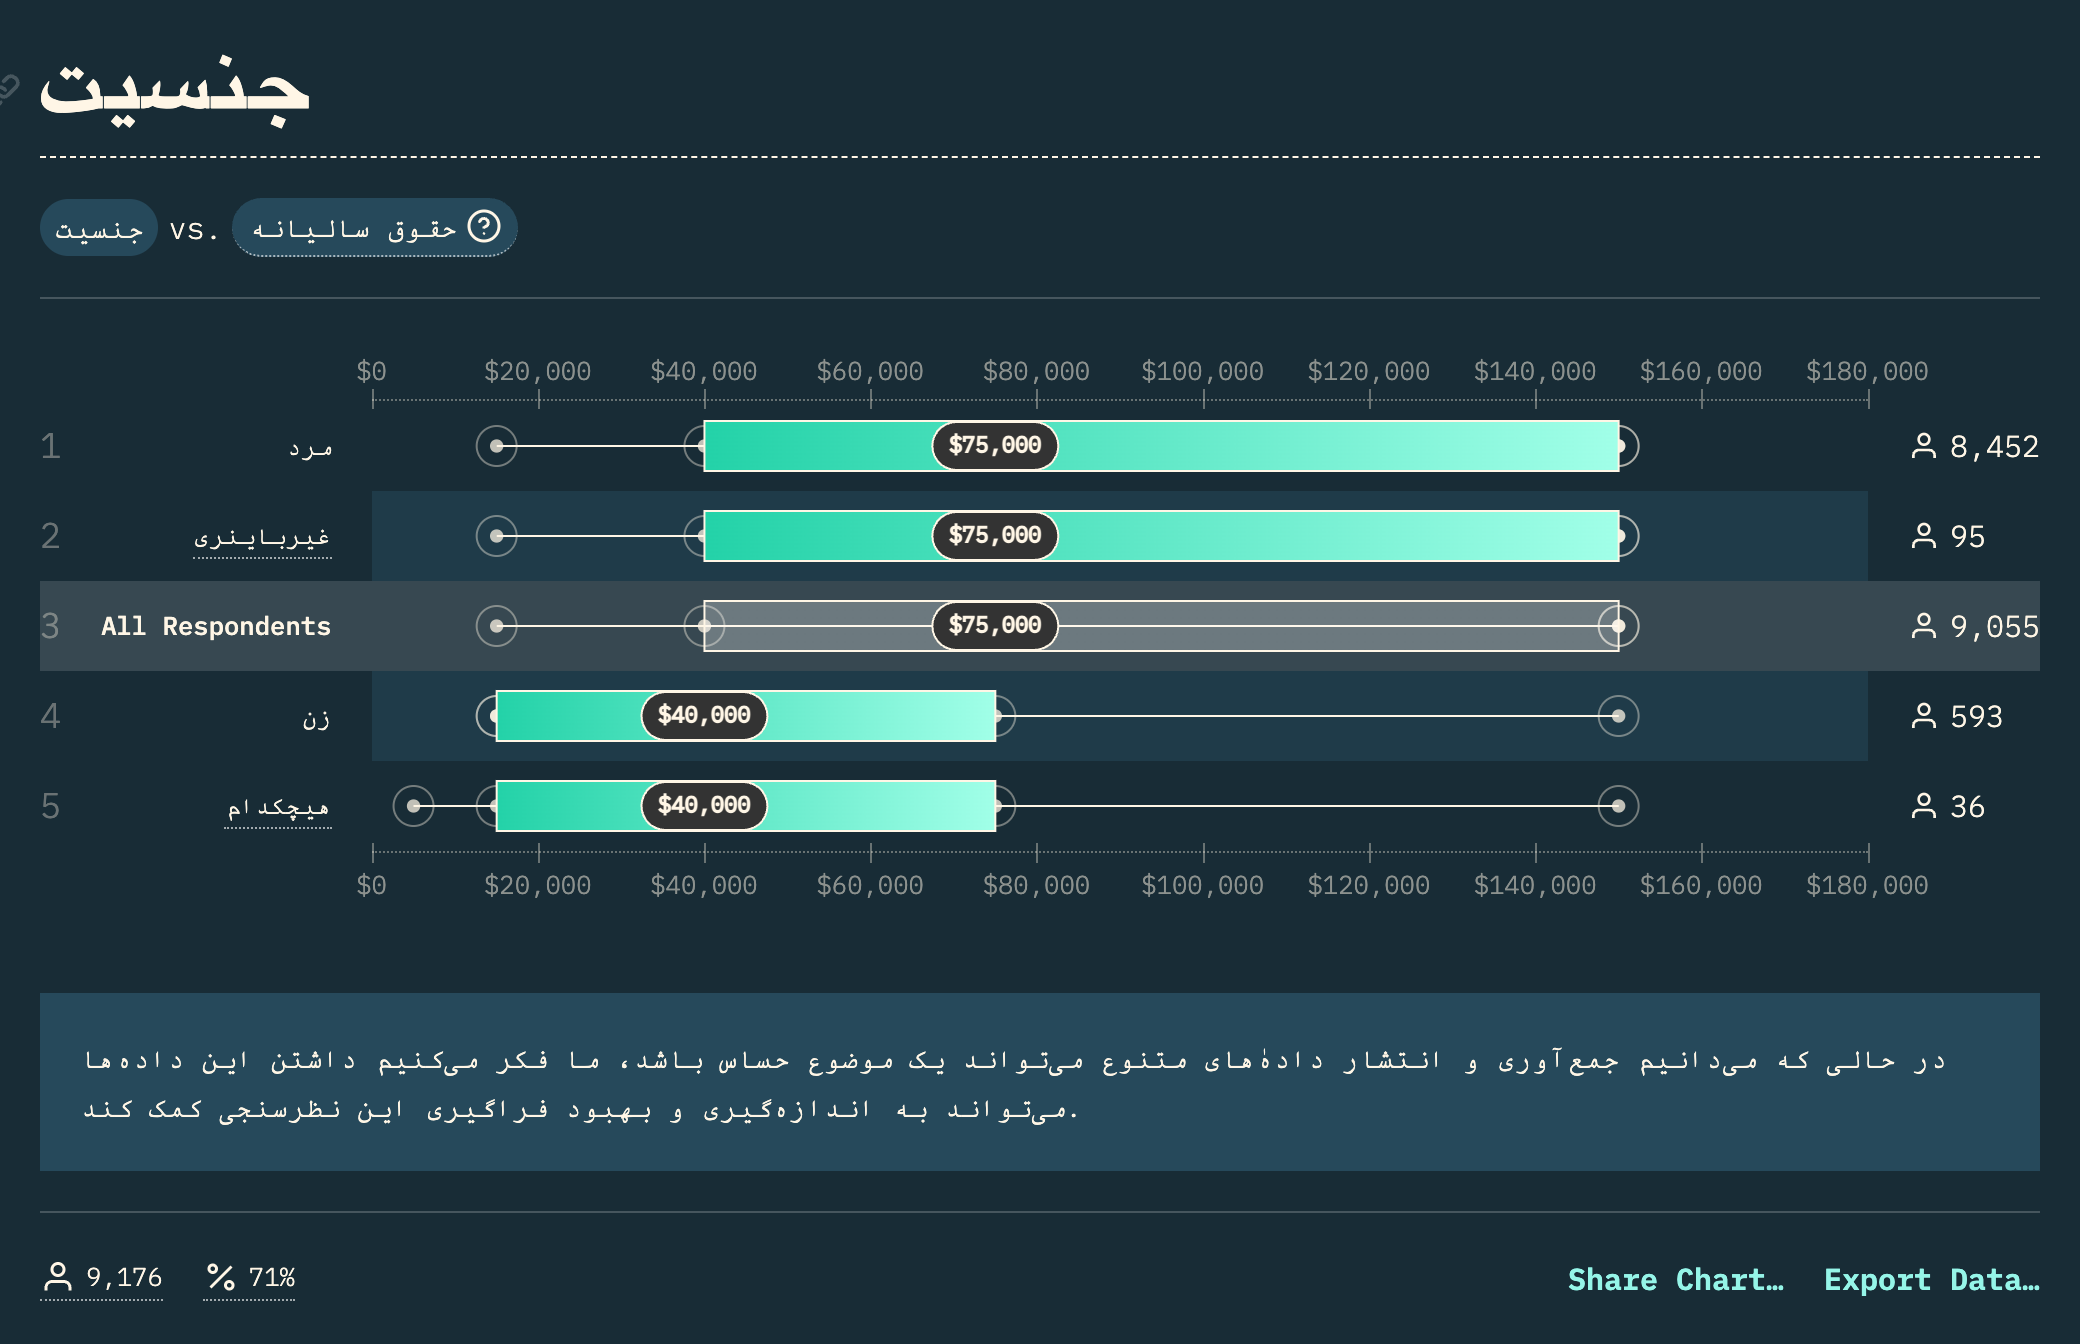 جنسیت
جنسیت vs. حقوق سالیانه
$0 $20,000 $40,000 $60,000 $80,000 $100,000 $120,000 $140,000 $160,000 $180,000
1 مرد $75,000 8,452
2 غیرباینری $75,000 95
3 All Respondents $75,000 9,055
4 زن $40,000 593
5 هیچکدام $40,000 36
$0 $20,000 $40,000 $60,000 $80,000 $100,000 $120,000 $140,000 $160,000 $180,000
در حالی که می‌دانیم جمع‌آوری و انتشار دادهٔ‌های متنوع می‌تواند یک موضوع حساس باشد، ما فکر می‌کنیم داشتن این داده‌ها
می‌تواند به اندازه‌گیری و بهبود فراگیری این نظرسنجی کمک کند.
9,176 71% Share Chart… Export Data…